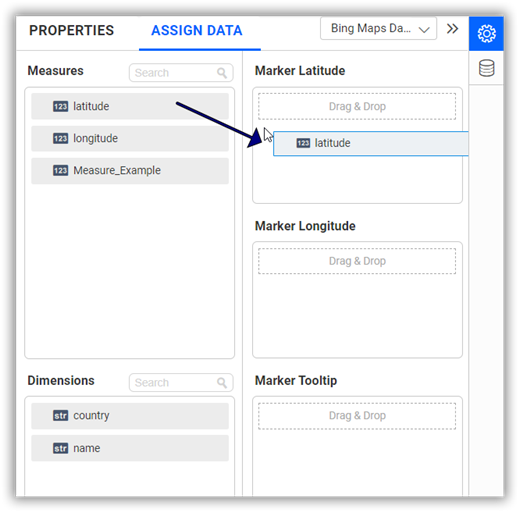 PROPERTIES
ASSIGN DATA
Bing Maps Da...
Measures
Search
123 latitude
123 longitude
123 Measure_Example
Dimensions
Search
str country
str name
Marker Latitude
Drag & Drop
123 latitude
Marker Longitude
Drag & Drop
Marker Tooltip
Drag & Drop